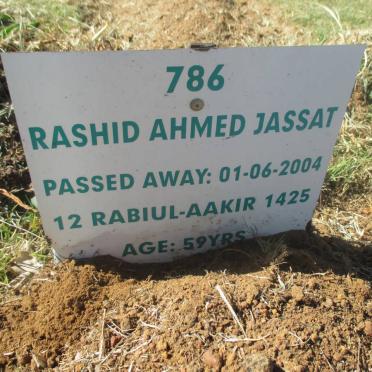 786
RASHID AHMED JASSAT
PASSED AWAY: 01-06-2004
12 RABIUL-AAKIR 1425
AGE: 59YRS